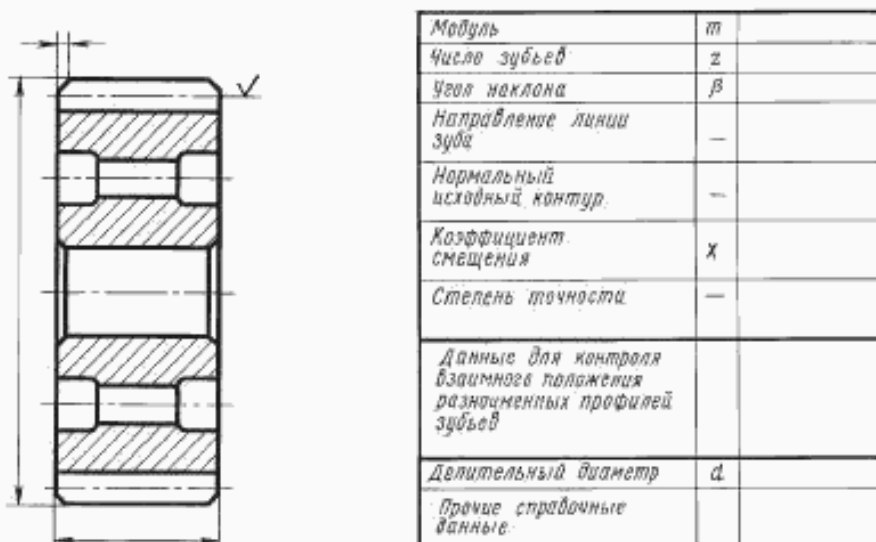 Модуль m
Число зубьев z
Угол наклона β
Направление линии
зуба —
Нормальный
исходный контур —
Коэффициент
смещения x
Степень точности —
Данные для контроля
взаимного положения
разноименных профилей
зубьев
Делительный диаметр d
Прочие справочные
данные